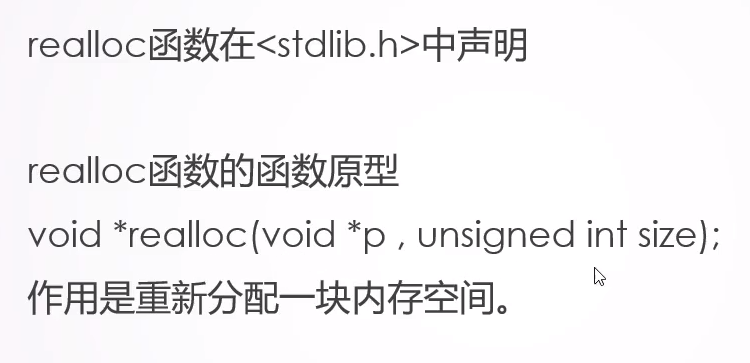 realloc函数在<stdlib.h>中声明
realloc函数的函数原型
void *realloc(void *p , unsigned int size);
作用是重新分配一块内存空间。